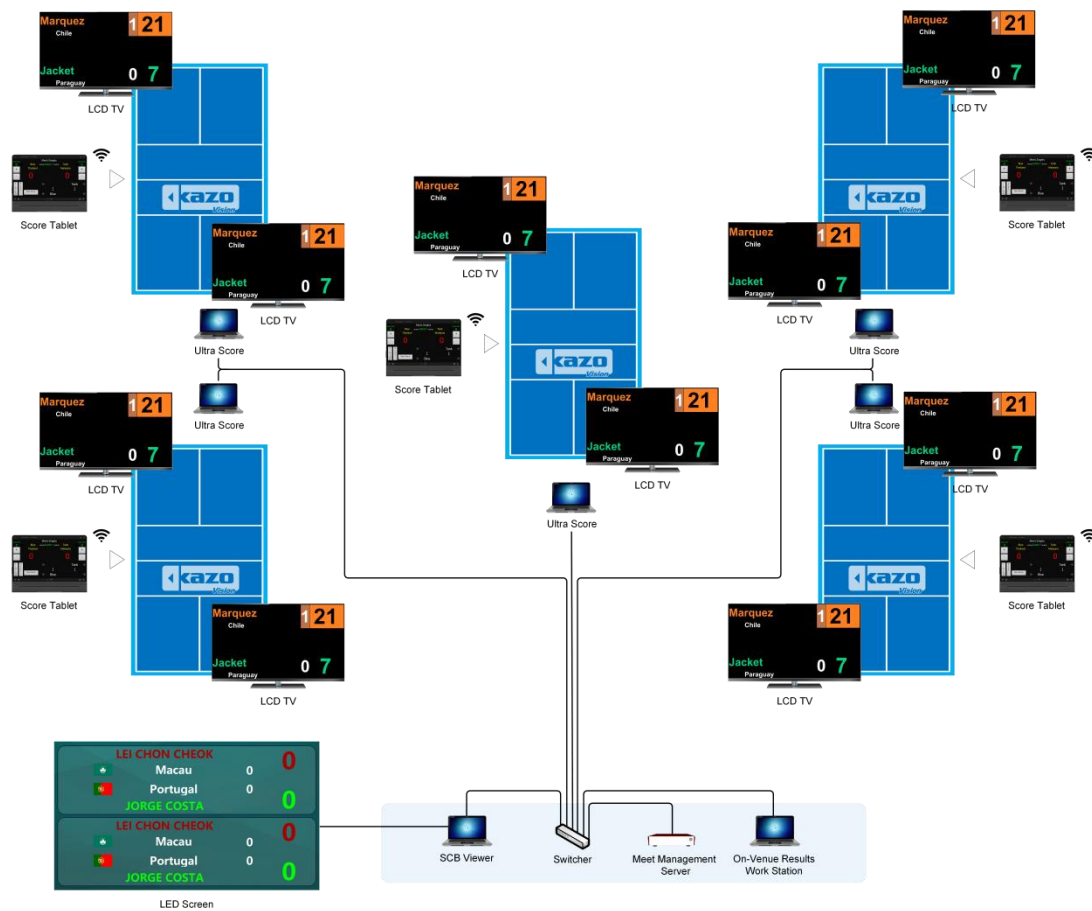 Marquez 1 21
Chile
Jacket 0 7
Paraguay
LCD TV
Marquez 1 21
Chile
Jacket 0 7
Paraguay
LCD TV
Score Tablet
kazo
Vision
Marquez 1 21
Chile
Jacket 0 7
Paraguay
LCD TV
Score Tablet
kazo
Vision
Marquez 1 21
Chile
Jacket 0 7
Paraguay
LCD TV
Marquez 1 21
Chile
Jacket 0 7
Paraguay
LCD TV
Ultra Score
Ultra Score
Score Tablet
kazo
Vision
Marquez 1 21
Chile
Jacket 0 7
Paraguay
LCD TV
Ultra Score
Ultra Score
Marquez 1 21
Chile
Jacket 0 7
Paraguay
LCD TV
Marquez 1 21
Chile
Jacket 0 7
Paraguay
LCD TV
Marquez 1 21
Chile
Jacket 0 7
Paraguay
LCD TV
Ultra Score
Score Tablet
kazo
Vision
Score Tablet
kazo
Vision
Marquez 1 21
Chile
Jacket 0 7
Paraguay
LCD TV
Marquez 1 21
Chile
Jacket 0 7
Paraguay
LCD TV
LEI CHON CHEOK 0
Macau 0
Portugal 0
JORGE COSTA 0
LEI CHON CHEOK 0
Macau 0
Portugal 0
JORGE COSTA 0
LED Screen
SCB Viewer
Switcher
Meet Management
Server
On-Venue Results
Work Station